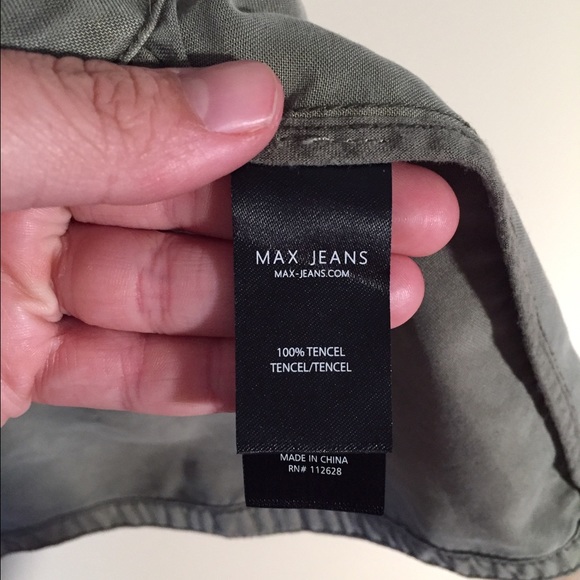 MAX JEANS
MAX-JEANS.COM
100% TENCEL
TENCEL/TENCEL
MADE IN CHINA
RN# 112628